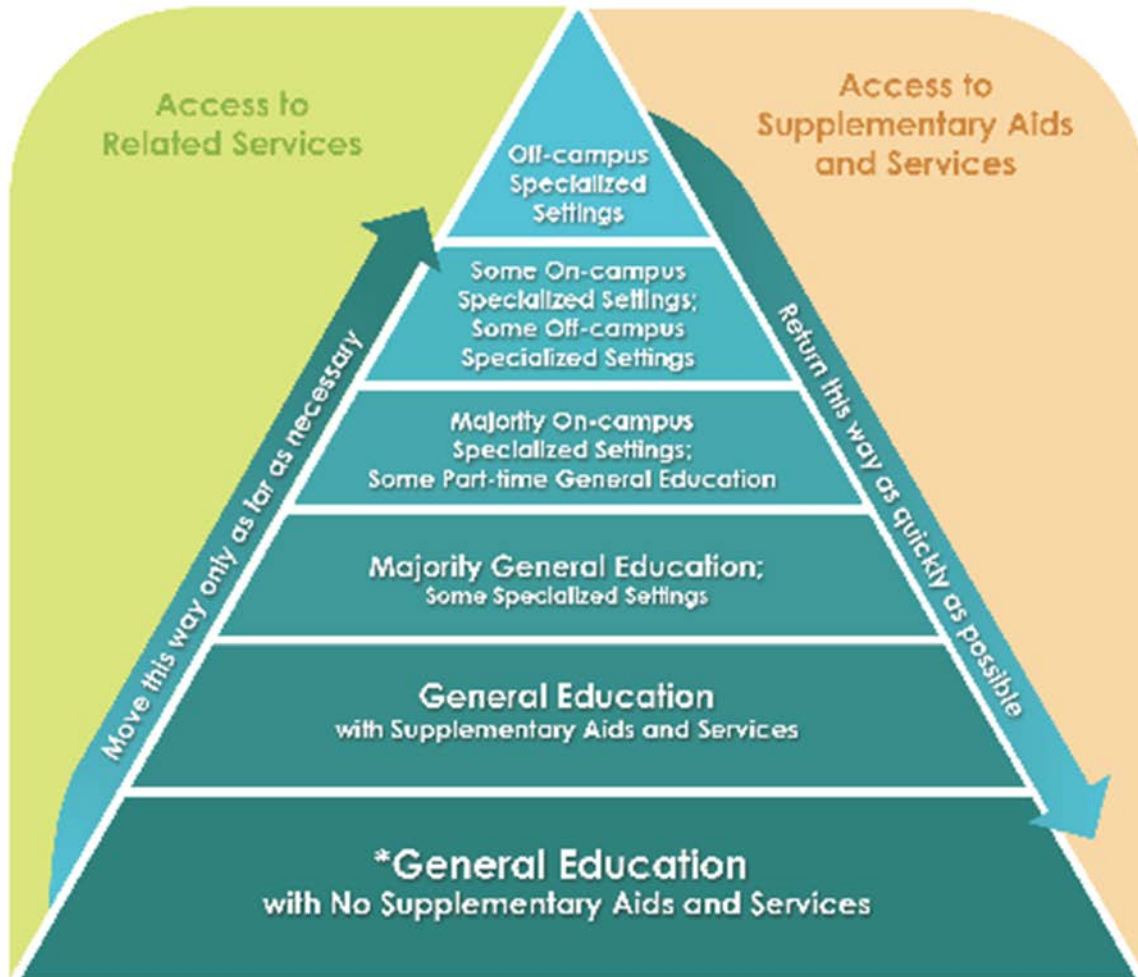 Access to
Related Services
Access to
Supplementary Aids
and Services
Off-campus
Specialized
Settings
Some On-campus
Specialized Settings;
Some Off-campus
Specialized Settings
Majority On-campus
Specialized Settings;
Some Part-time General Education
Majority General Education;
Some Specialized Settings
General Education
with Supplementary Aids and Services
*General Education
with No Supplementary Aids and Services
Move this way only as far as necessary
Return this way as quickly as possible